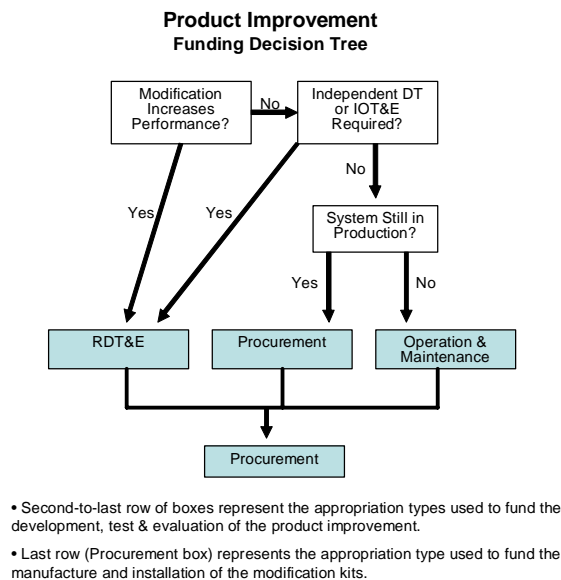 Product Improvement
Funding Decision Tree
Modification
Increases
Performance?
No
Independent DT
or IOT&E
Required?
No
Yes
Yes
System Still in
Production?
Yes
No
RDT&E
Procurement
Operation &
Maintenance
Procurement
• Second-to-last row of boxes represent the appropriation types used to fund the
development, test & evaluation of the product improvement.
• Last row (Procurement box) represents the appropriation type used to fund the
manufacture and installation of the modification kits.